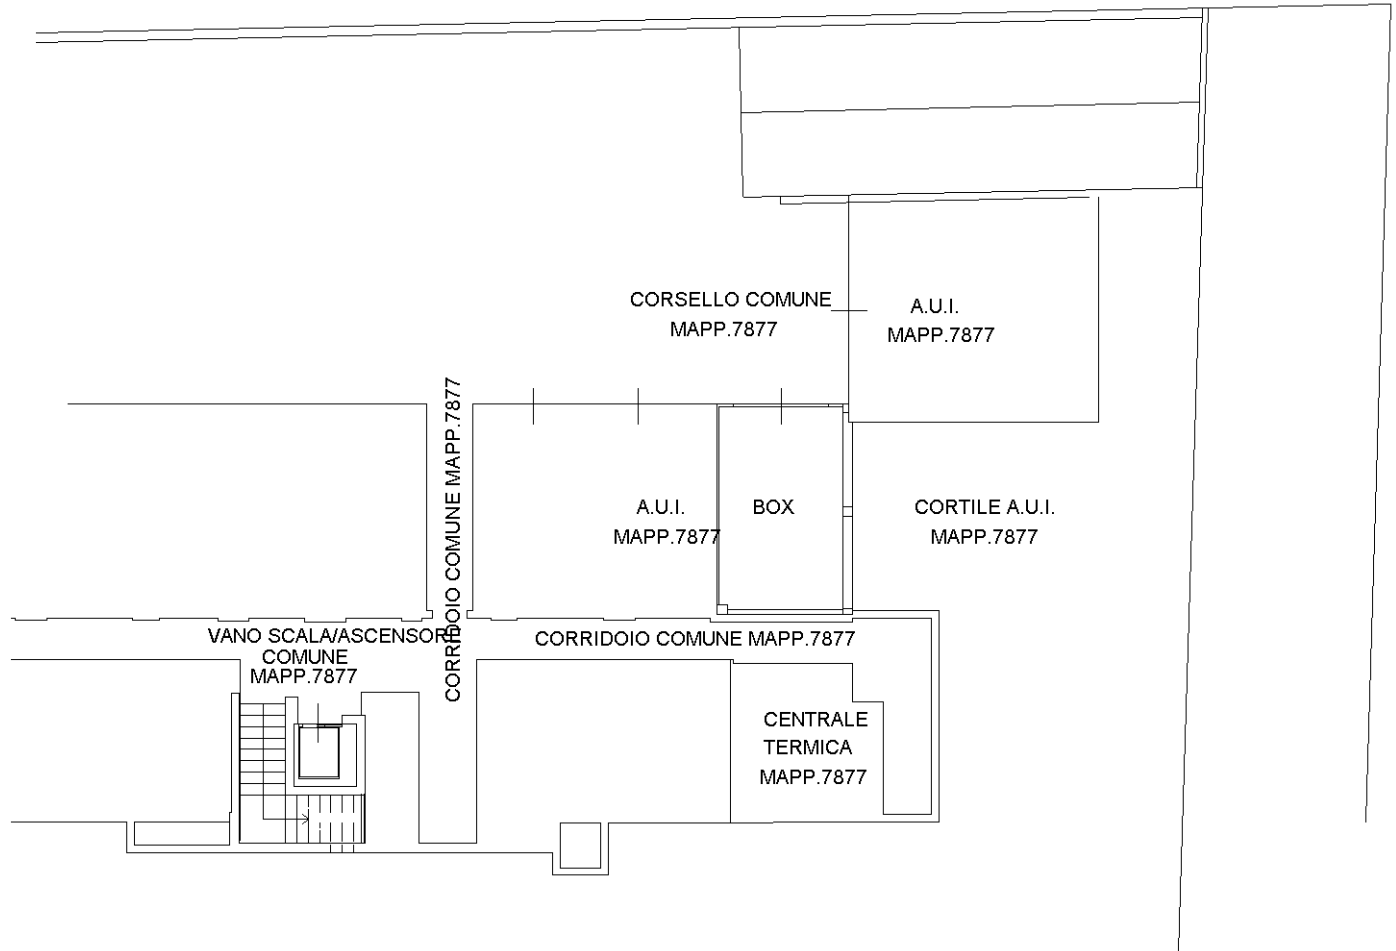 CORSELLO COMUNE
MAPP.7877
A.U.I.
MAPP.7877
CORRIDOIO COMUNE MAPP.7877
A.U.I.
MAPP.7877
BOX
CORTILE A.U.I.
MAPP.7877
VANO SCALA/ASCENSORE
COMUNE
MAPP.7877
CORRIDOIO COMUNE MAPP.7877
CENTRALE
TERMICA
MAPP.7877